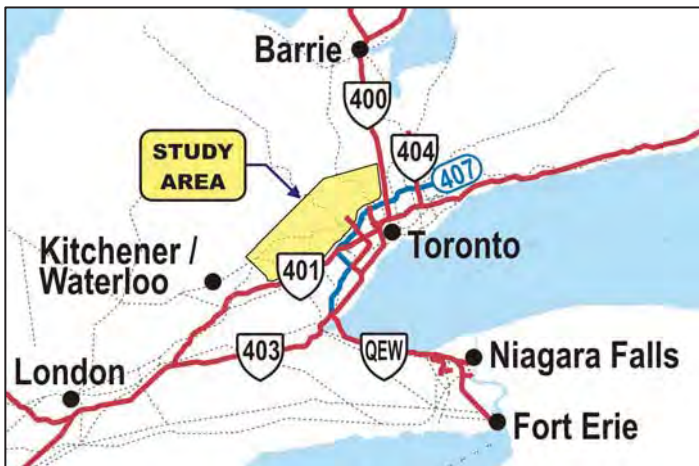 Barrie
400
404
407
STUDY
AREA
Kitchener /
Waterloo
401
Toronto
403
QEW
Niagara Falls
London
Fort Erie